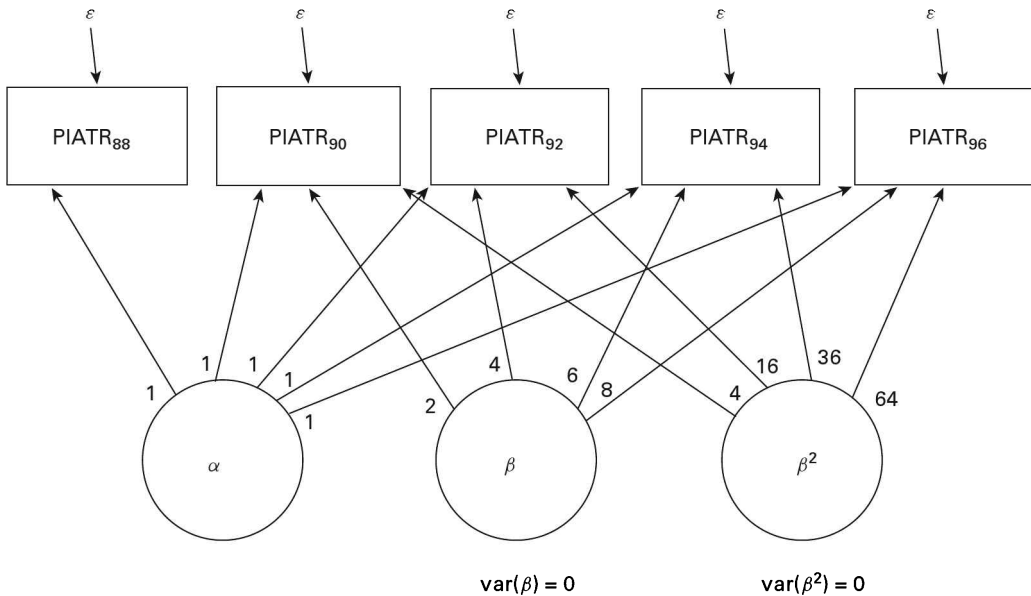 ε ε ε ε ε
PIATR₈₈ PIATR₉₀ PIATR₉₂ PIATR₉₄ PIATR₉₆
1 1 1 1 1 2 4 6 8 4 16 36 64
α β β²
var(β) = 0 var(β²) = 0